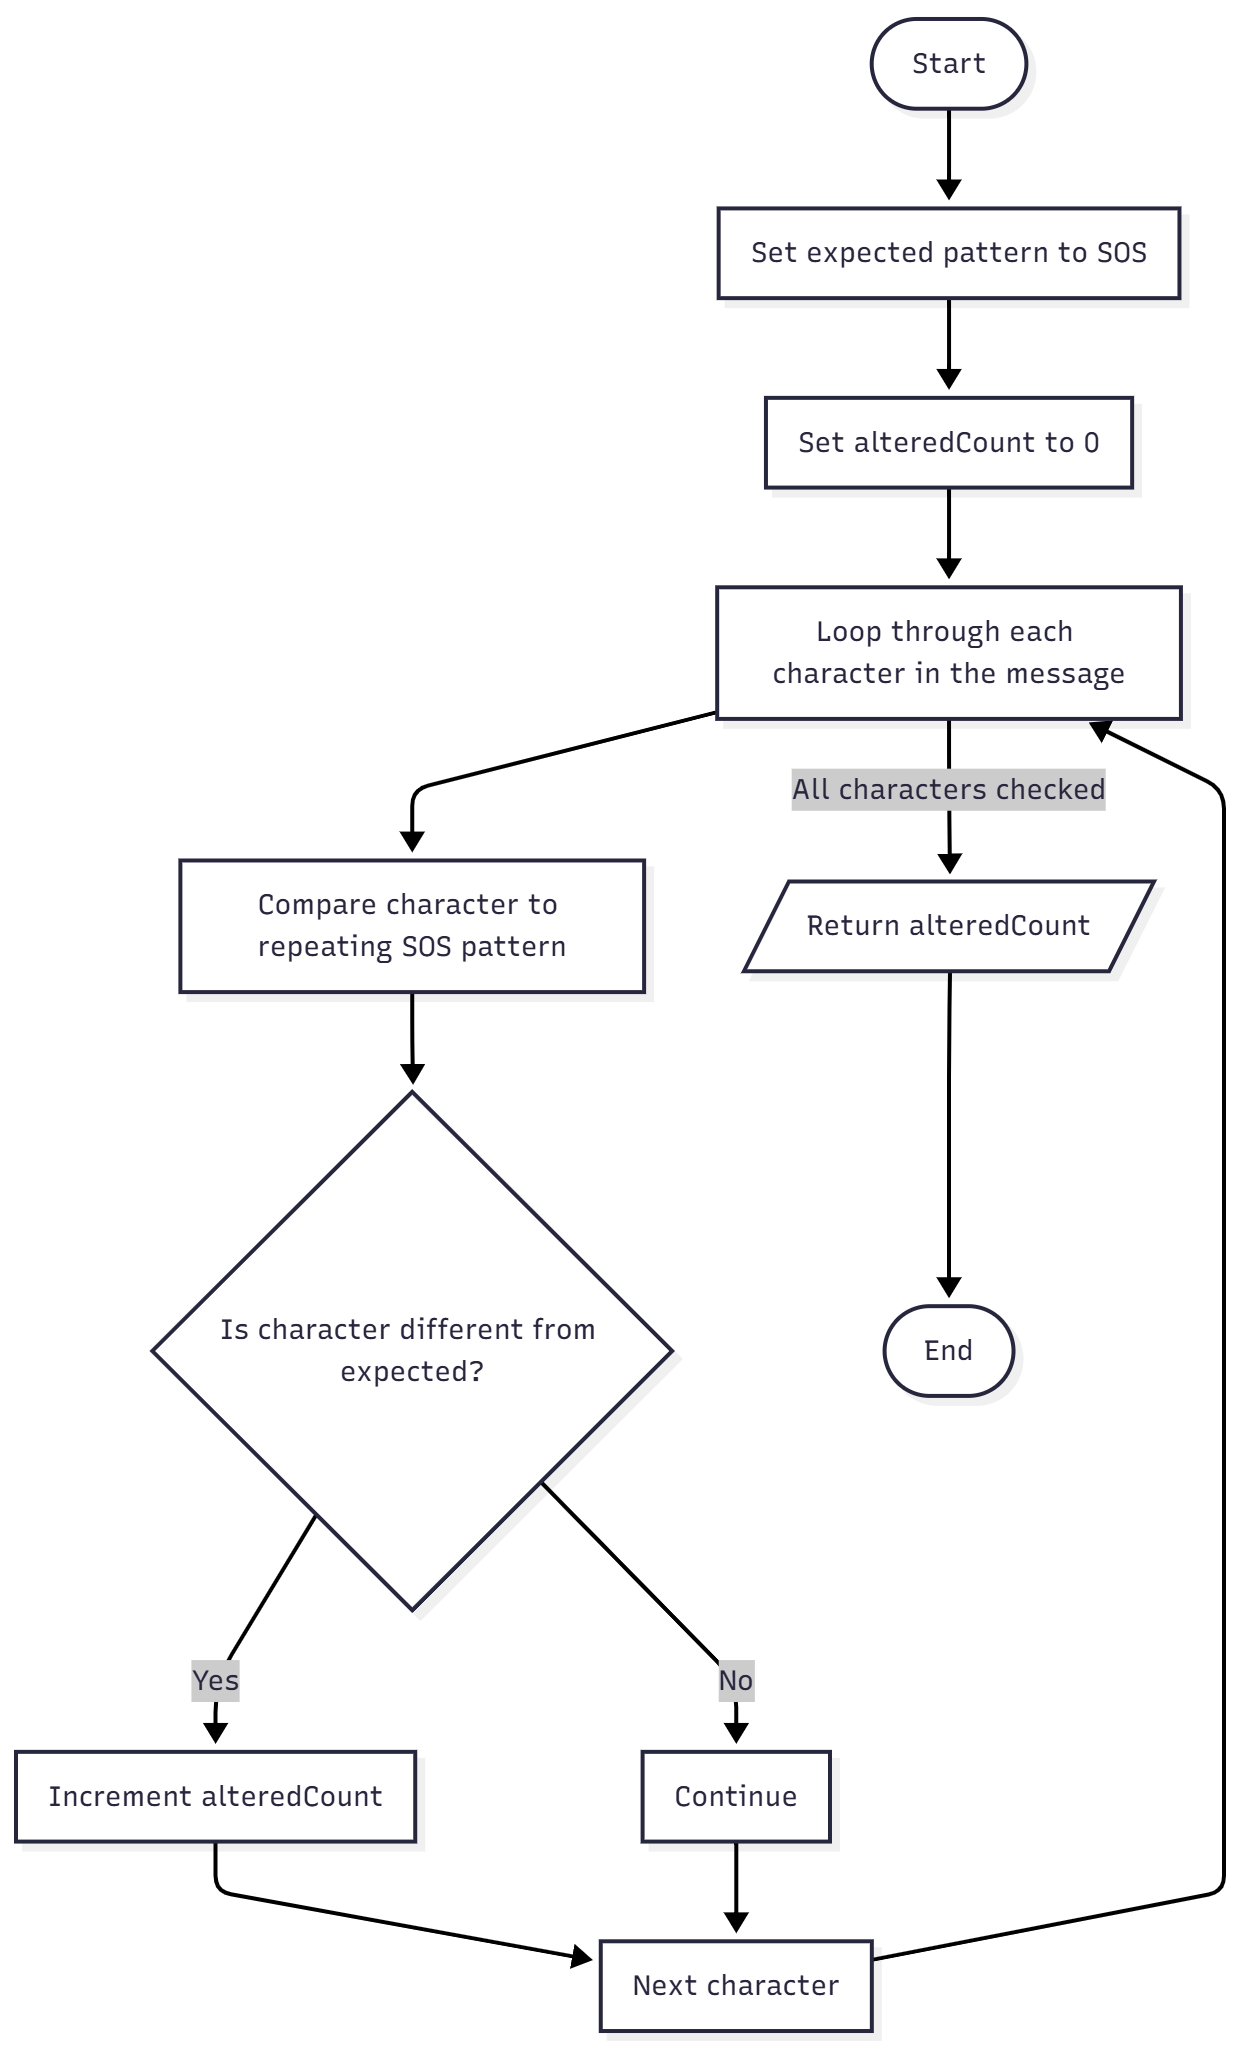 Start
Set expected pattern to SOS
Set alteredCount to 0
Loop through each
character in the message
All characters checked
Compare character to
repeating SOS pattern
Return alteredCount
Is character different from
expected?
End
Yes
No
Increment alteredCount
Continue
Next character